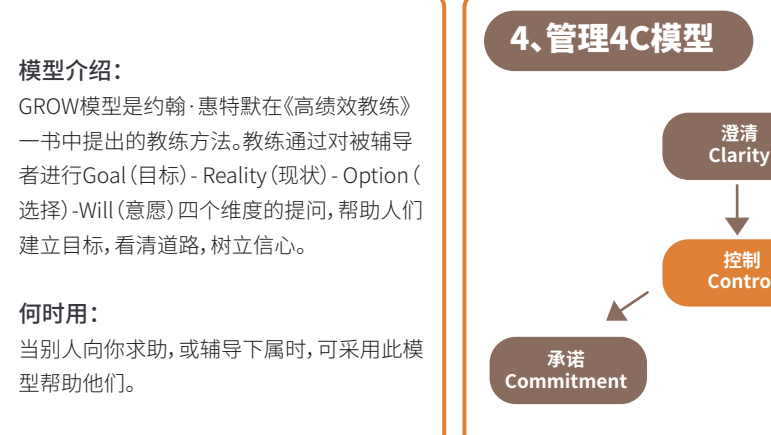 模型介绍：
GROW模型是约翰·惠特默在《高绩效教练》
一书中提出的教练方法。教练通过对被辅导
者进行Goal（目标）- Reality（现状）- Option（
选择）-Will（意愿）四个维度的提问，帮助人们
建立目标，看清道路，树立信心。
何时用：
当别人向你求助，或辅导下属时，可采用此模
型帮助他们。
4、管理4C模型
澄清
Clarity
控制
Contro
承诺
Commitment